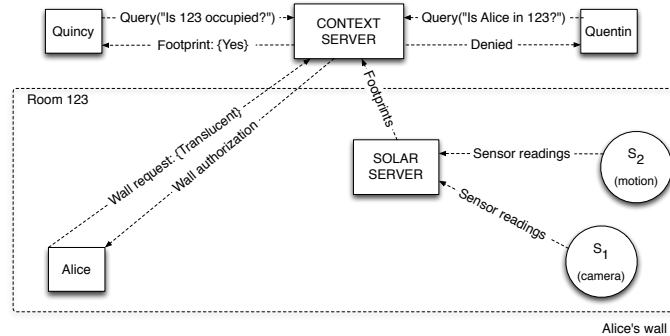 Quincy
Query("Is 123 occupied?")
CONTEXT
SERVER
Query("Is Alice in 123?")
Quentin
Footprint: {Yes}
Denied
Room 123
Footprints
Wall request: {Translucent}
Wall authorization
SOLAR
SERVER
Sensor readings
S2
(motion)
Sensor readings
S1
(camera)
Alice
Alice's wall